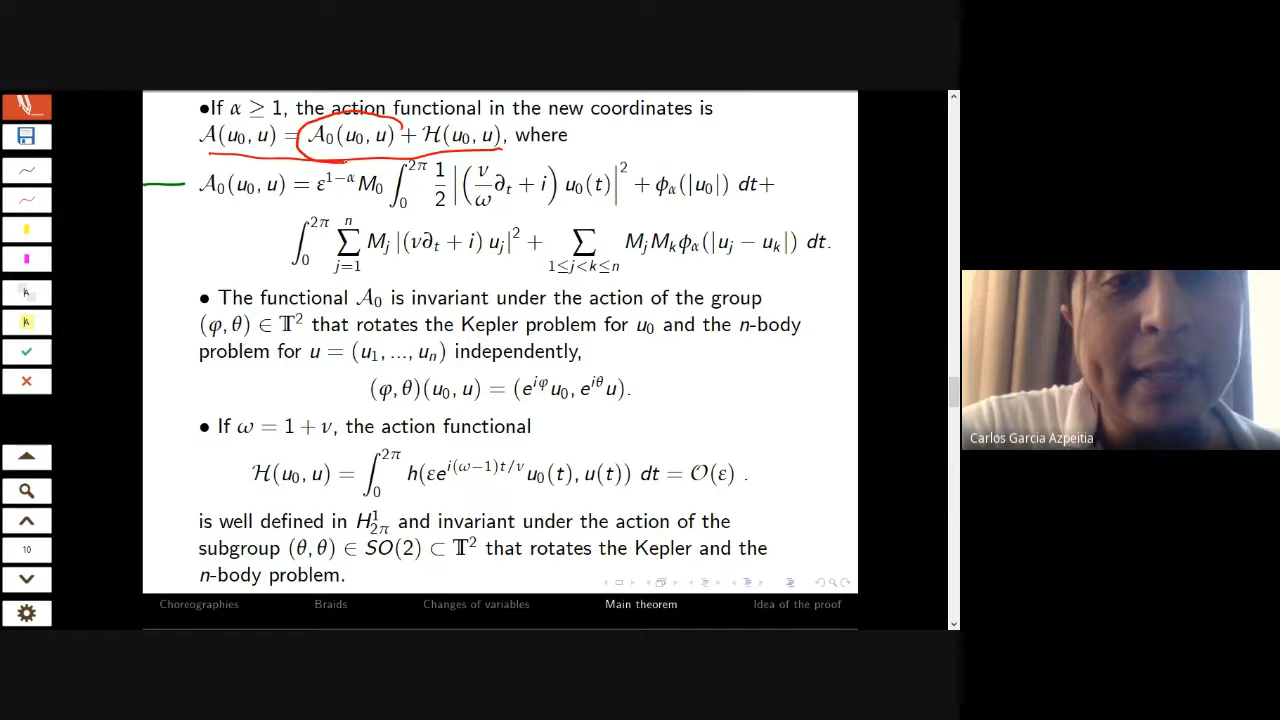 •If α ≥ 1, the action functional in the new coordinates is
𝒜(u₀, u) = 𝒜₀(u₀, u) + ℋ(u₀, u), where
𝒜₀(u₀, u) = ε^{1−α} M₀ ∫₀^{2π} 1/2 |(ν/ω ∂ₜ + i) u₀(t)|² + ϕ_α(|u₀|) dt+
∫₀^{2π} ∑_{j=1}^{n} M_j |(ν∂ₜ + i) u_j|² + ∑_{1≤j<k≤n} M_j M_k ϕ_α(|u_j − u_k|) dt.
• The functional 𝒜₀ is invariant under the action of the group
(φ, θ) ∈ 𝕋² that rotates the Kepler problem for u₀ and the n-body
problem for u = (u₁, ..., uₙ) independently,
(φ, θ)(u₀, u) = (e^{iφ}u₀, e^{iθ}u).
• If ω = 1 + ν, the action functional
ℋ(u₀, u) = ∫₀^{2π} h(εe^{i(ω−1)t/ν}u₀(t), u(t)) dt = 𝒪(ε) .
is well defined in H¹_{2π} and invariant under the action of the
subgroup (θ, θ) ∈ SO(2) ⊂ 𝕋² that rotates the Kepler and the
n-body problem.
Choreographies Braids Changes of variables Main theorem Idea of the proof
10
Carlos Garcia Azpeitia